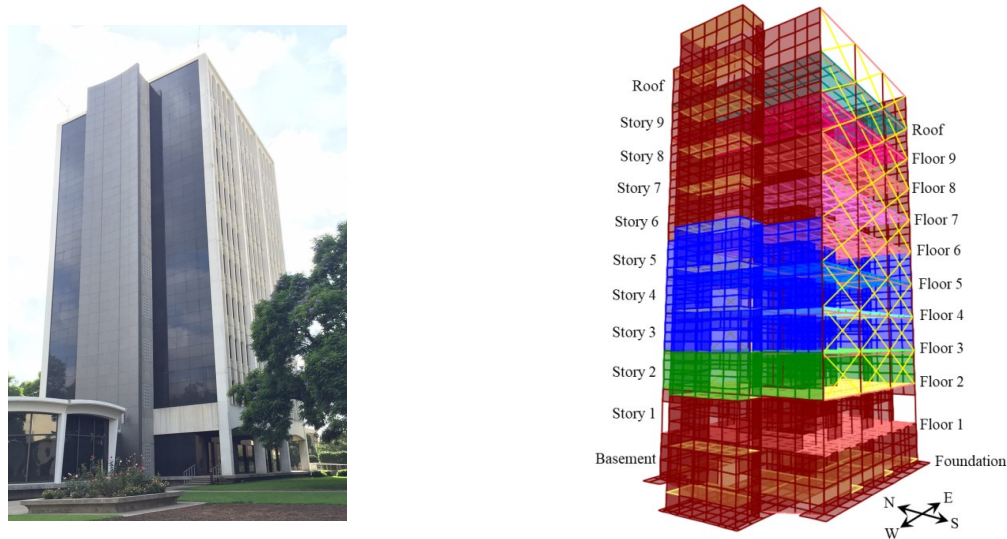 Roof
Story 9
Story 8
Story 7
Story 6
Story 5
Story 4
Story 3
Story 2
Story 1
Basement
Roof
Floor 9
Floor 8
Floor 7
Floor 6
Floor 5
Floor 4
Floor 3
Floor 2
Floor 1
Foundation
N
E
W
S